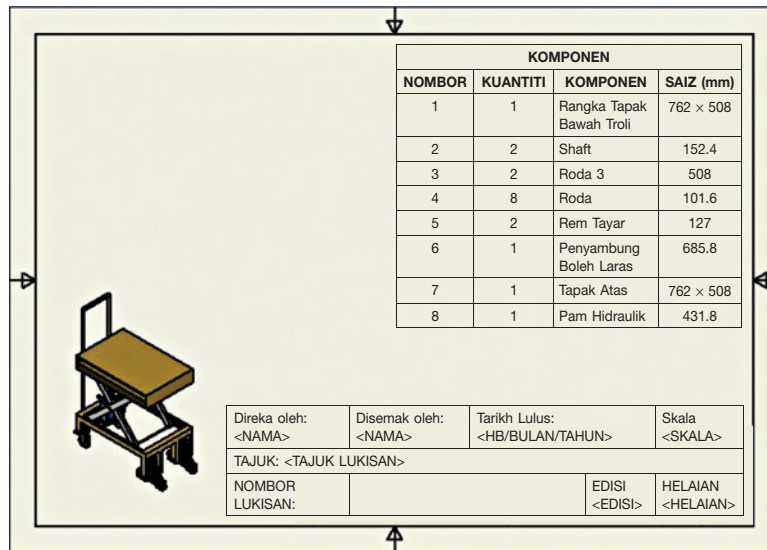 KOMPONEN
NOMBOR KUANTITI KOMPONEN SAIZ (mm)
1 1 Rangka Tapak 762 × 508
Bawah Troli
2 2 Shaft 152.4
3 2 Roda 3 508
4 8 Roda 101.6
5 2 Rem Tayar 127
6 1 Penyambung 685.8
Boleh Laras
7 1 Tapak Atas 762 × 508
8 1 Pam Hidraulik 431.8
Direka oleh: Disemak oleh: Tarikh Lulus: Skala
<NAMA> <NAMA> <HB/BULAN/TAHUN> <SKALA>
TAJUK: <TAJUK LUKISAN>
NOMBOR EDISI HELAIAN
LUKISAN: <EDISI> <HELAIAN>